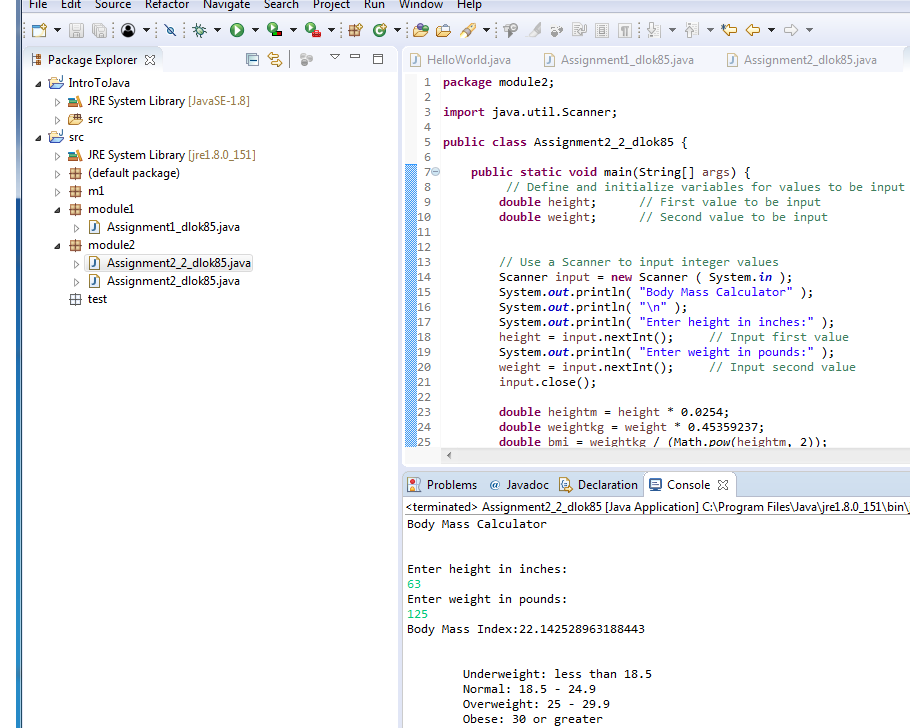 File Edit Source Refactor Navigate Search Project Run Window Help
Package Explorer
IntroToJava
JRE System Library [JavaSE-1.8]
src
src
JRE System Library [jre1.8.0_151]
(default package)
m1
module1
Assignment1_dlok85.java
module2
Assignment2_2_dlok85.java
Assignment2_dlok85.java
test
HelloWorld.java Assignment1_dlok85.java Assignment2_dlok85.java
1 package module2;
2
3 import java.util.Scanner;
4
5 public class Assignment2_2_dlok85 {
6
7 public static void main(String[] args) {
8 // Define and initialize variables for values to be input
9 double height; // First value to be input
10 double weight; // Second value to be input
11
12
13 // Use a Scanner to input integer values
14 Scanner input = new Scanner ( System.in );
15 System.out.println( "Body Mass Calculator" );
16 System.out.println( "\n" );
17 System.out.println( "Enter height in inches:" );
18 height = input.nextInt(); // Input first value
19 System.out.println( "Enter weight in pounds:" );
20 weight = input.nextInt(); // Input second value
21 input.close();
22
23 double heightm = height * 0.0254;
24 double weightkg = weight * 0.45359237;
25 double bmi = weightkg / (Math.pow(heightm, 2));
Problems @ Javadoc Declaration Console
<terminated> Assignment2_2_dlok85 [Java Application] C:\Program Files\Java\jre1.8.0_151\bin\
Body Mass Calculator
Enter height in inches:
63
Enter weight in pounds:
125
Body Mass Index:22.142528963188443
Underweight: less than 18.5
Normal: 18.5 - 24.9
Overweight: 25 - 29.9
Obese: 30 or greater